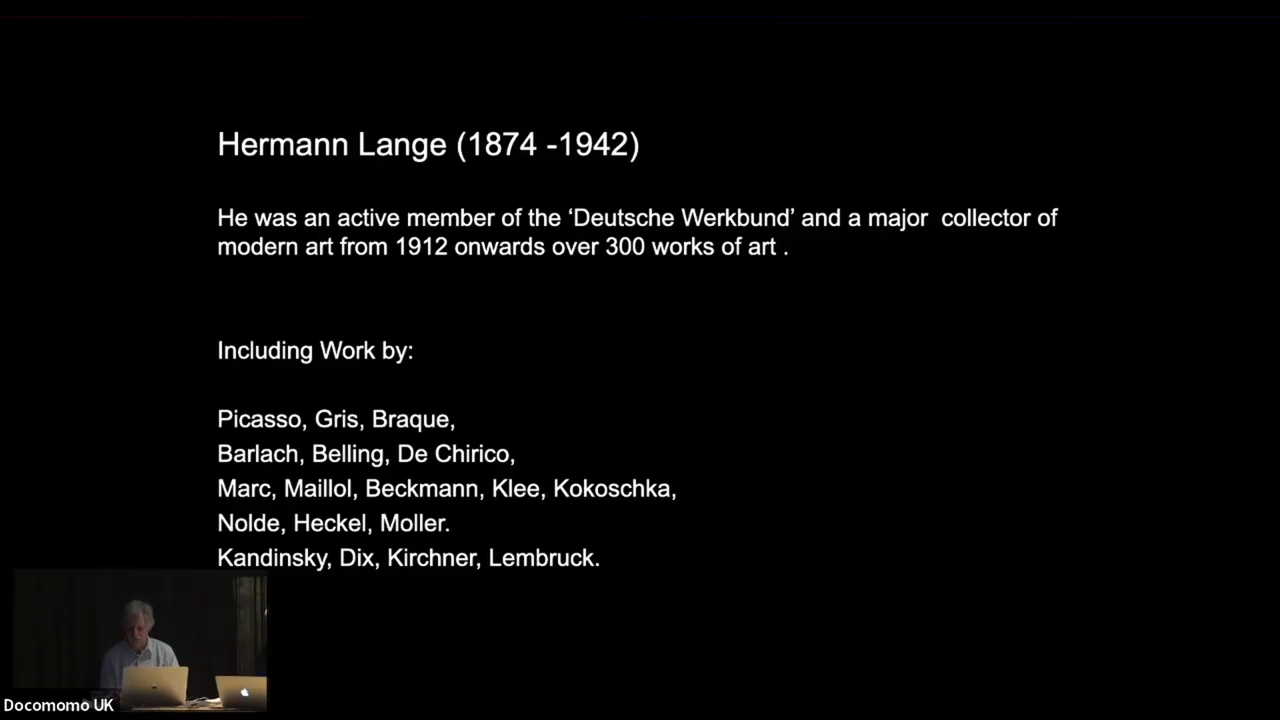 Hermann Lange (1874 -1942)
He was an active member of the ‘Deutsche Werkbund’ and a major  collector of
modern art from 1912 onwards over 300 works of art .
Including Work by:
Picasso, Gris, Braque,
Barlach, Belling, De Chirico,
Marc, Maillol, Beckmann, Klee, Kokoschka,
Nolde, Heckel, Moller.
Kandinsky, Dix, Kirchner, Lembruck.
Docomomo UK